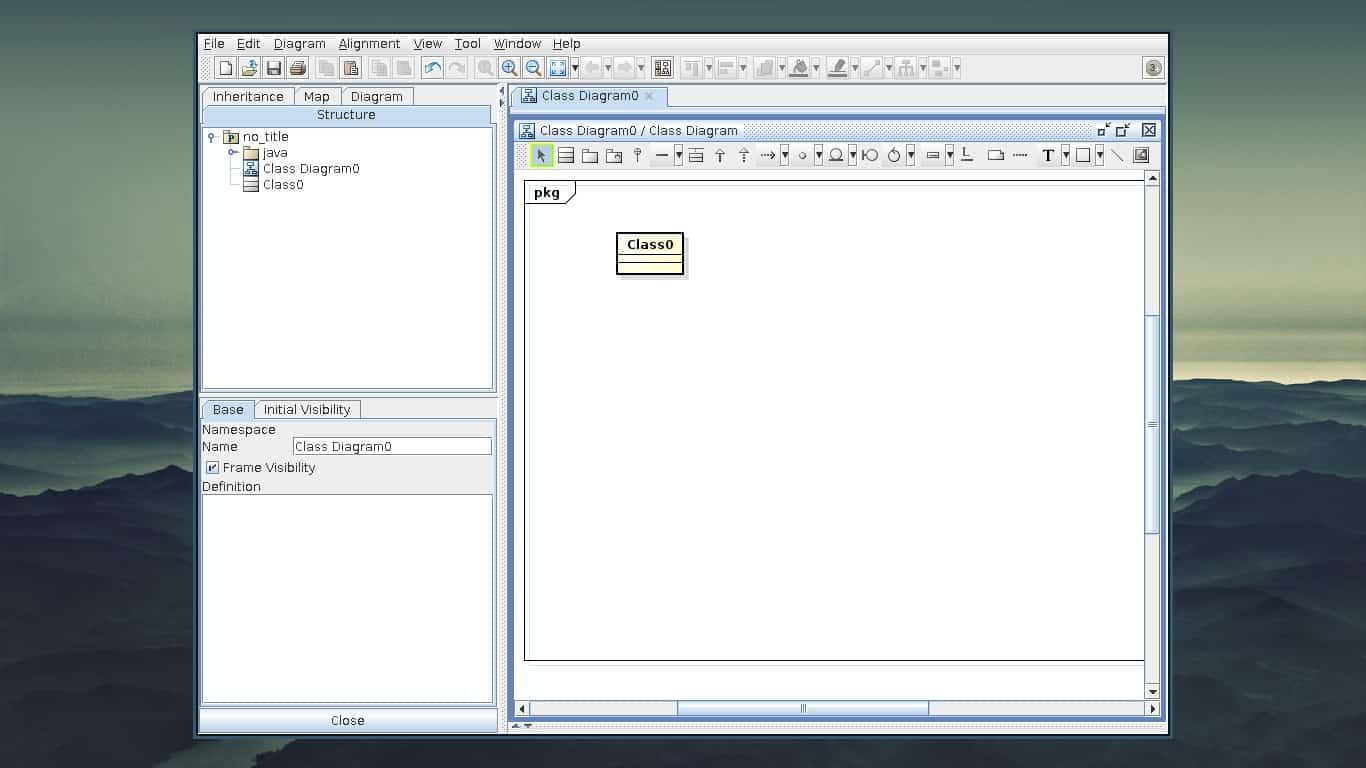 File Edit Diagram Alignment View Tool Window Help
3
Inheritance Map Diagram
Structure
no_title
java
Class Diagram0
Class0
Base Initial Visibility
Namespace
Name Class Diagram0
Frame Visibility
Definition
Close
Class Diagram0
Class Diagram0 / Class Diagram
T
pkg
Class0